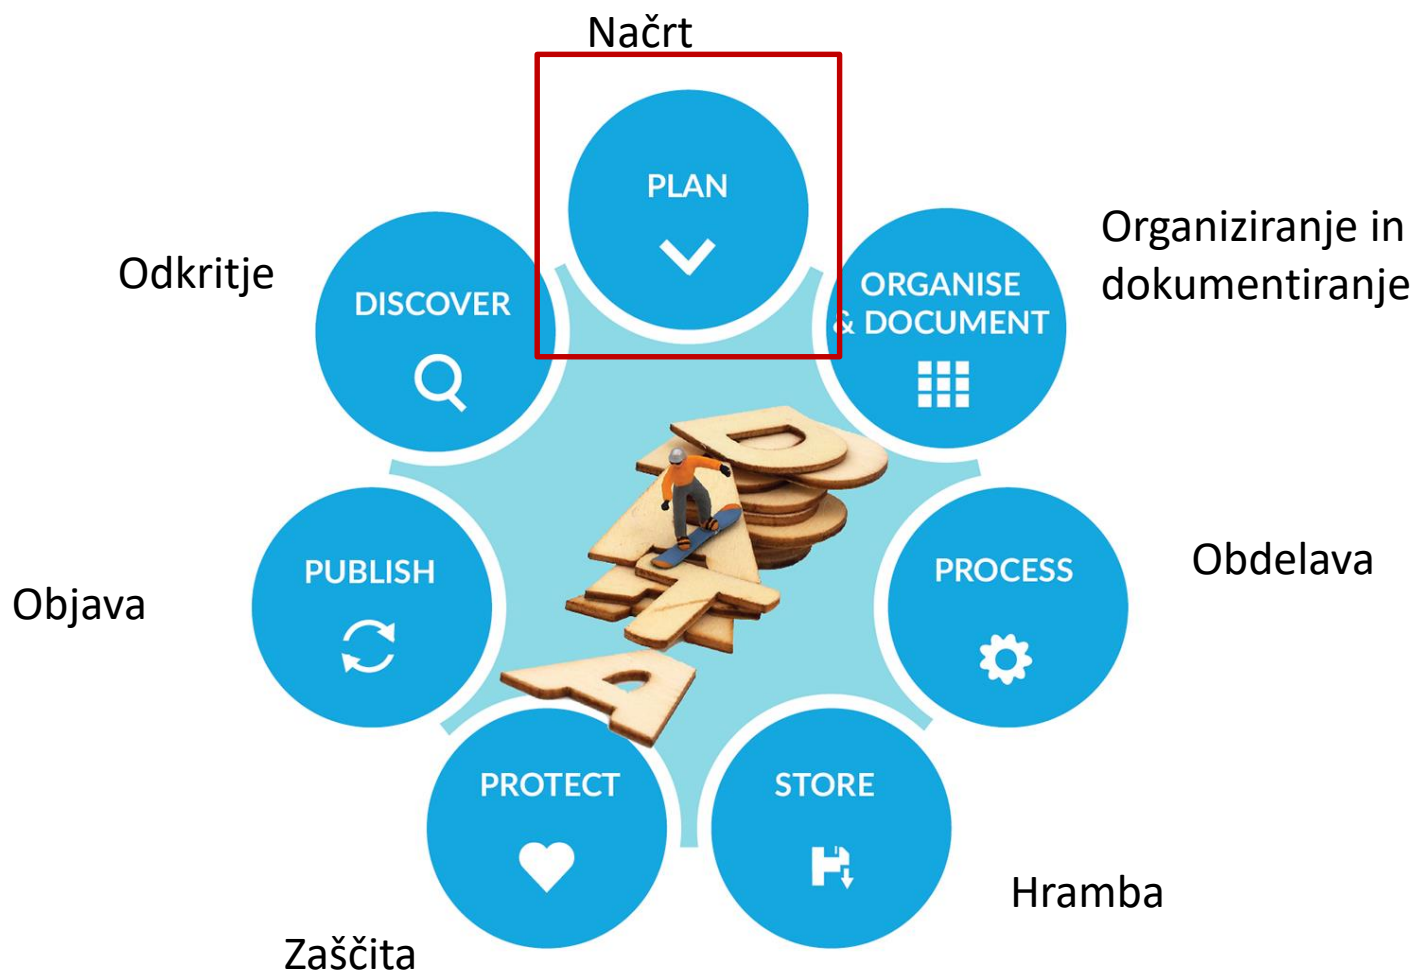 Načrt
PLAN
Organiziranje in
dokumentiranje
ORGANISE
& DOCUMENT
Odkritje
DISCOVER
PROCESS
Obdelava
PUBLISH
Objava
STORE
Hramba
PROTECT
Zaščita
D
A
T
A